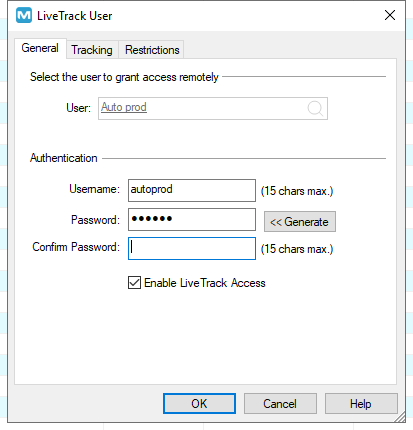 LiveTrack User
General Tracking Restrictions
Select the user to grant access remotely
User: Auto prod
Authentication
Username: autoprod (15 chars max.)
Password: •••••• << Generate
Confirm Password: (15 chars max.)
Enable LiveTrack Access
OK Cancel Help